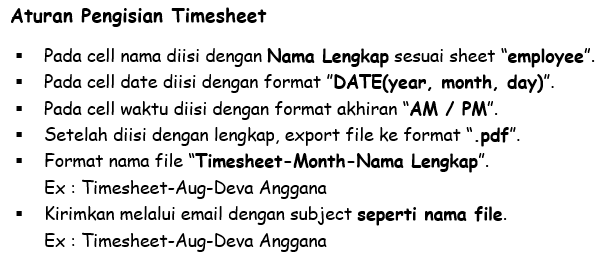 Aturan Pengisian Timesheet
▪ Pada cell nama diisi dengan Nama Lengkap sesuai sheet “employee”.
▪ Pada cell date diisi dengan format ”DATE(year, month, day)”.
▪ Pada cell waktu diisi dengan format akhiran “AM / PM”.
▪ Setelah diisi dengan lengkap, export file ke format “.pdf”.
▪ Format nama file “Timesheet-Month-Nama Lengkap”.
Ex : Timesheet-Aug-Deva Anggana
▪ Kirimkan melalui email dengan subject seperti nama file.
Ex : Timesheet-Aug-Deva Anggana